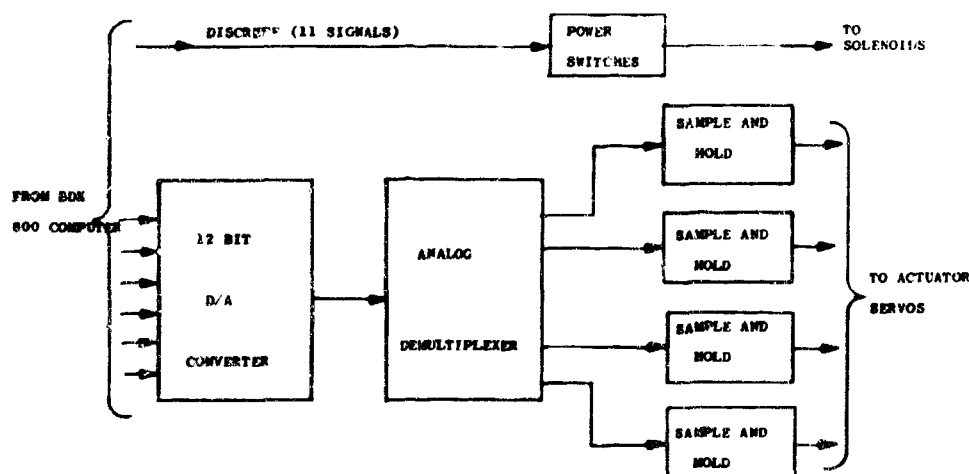 DISCRETE (11 SIGNALS)
POWER
SWITCHES
TO
SOLENOIDS
SAMPLE AND
HOLD
FROM BDX
800 COMPUTER
12 BIT
D/A
CONVERTER
ANALOG
DEMULTIPLEXER
SAMPLE AND
HOLD
TO ACTUATOR
SERVOS
SAMPLE AND
HOLD
SAMPLE AND
HOLD